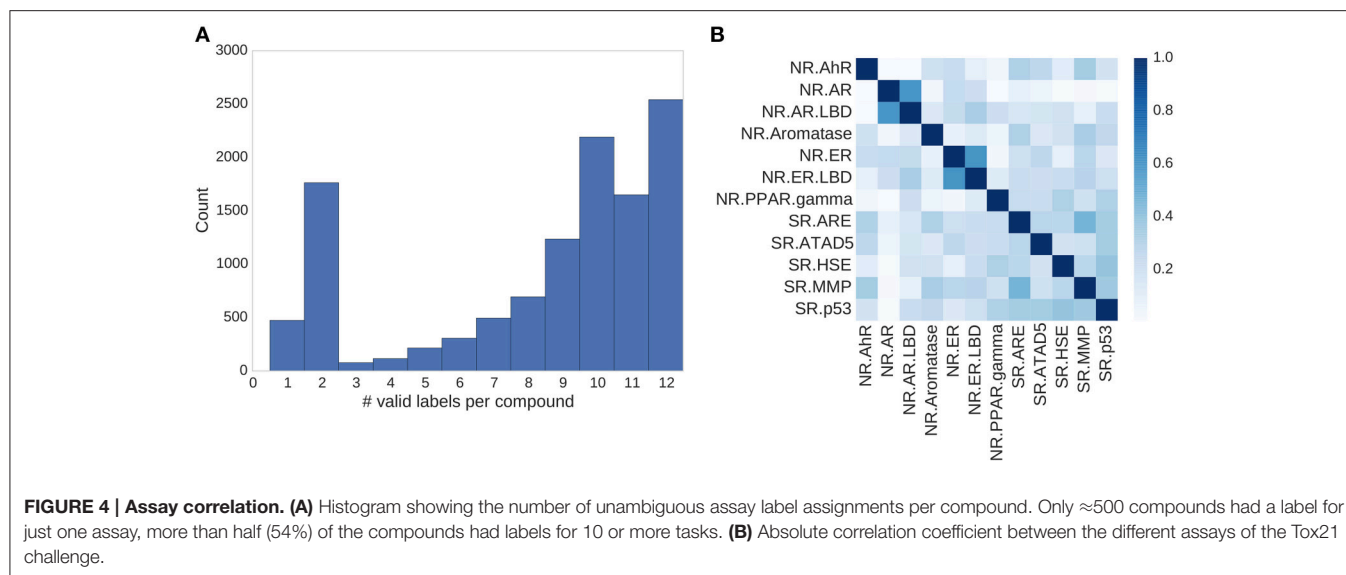 A
3000
2500
2000
1500
1000
500
0
Count
0 1 2 3 4 5 6 7 8 9 10 11 12
# valid labels per compound
B
NR.AhR
NR.AR
NR.AR.LBD
NR.Aromatase
NR.ER
NR.ER.LBD
NR.PPAR.gamma
SR.ARE
SR.ATAD5
SR.HSE
SR.MMP
SR.p53
NR.AhR
NR.AR
NR.AR.LBD
NR.Aromatase
NR.ER
NR.ER.LBD
NR.PPAR.gamma
SR.ARE
SR.ATAD5
SR.HSE
SR.MMP
SR.p53
1.0
0.8
0.6
0.4
0.2
FIGURE 4 | Assay correlation. (A) Histogram showing the number of unambiguous assay label assignments per compound. Only ≈500 compounds had a label for
just one assay, more than half (54%) of the compounds had labels for 10 or more tasks. (B) Absolute correlation coefficient between the different assays of the Tox21
challenge.